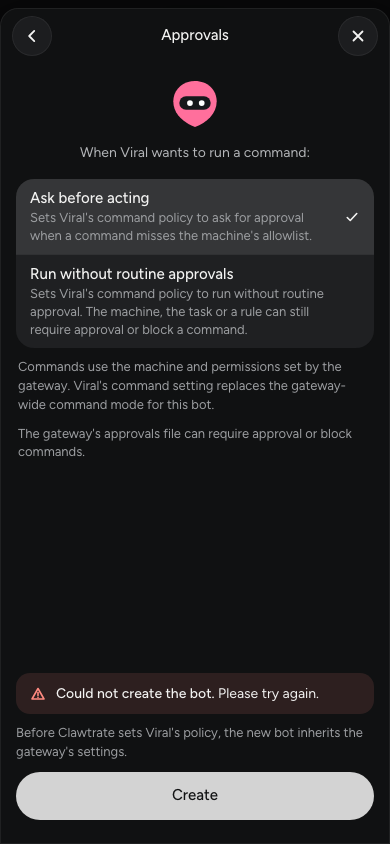 Approvals
When Viral wants to run a command:
Ask before acting
Sets Viral's command policy to ask for approval
when a command misses the machine's allowlist.
Run without routine approvals
Sets Viral's command policy to run without routine
approval. The machine, the task or a rule can still
require approval or block a command.
Commands use the machine and permissions set by the
gateway. Viral's command setting replaces the gateway-
wide command mode for this bot.
The gateway's approvals file can require approval or block
commands.
Could not create the bot. Please try again.
Before Clawtrate sets Viral's policy, the new bot inherits the
gateway's settings.
Create